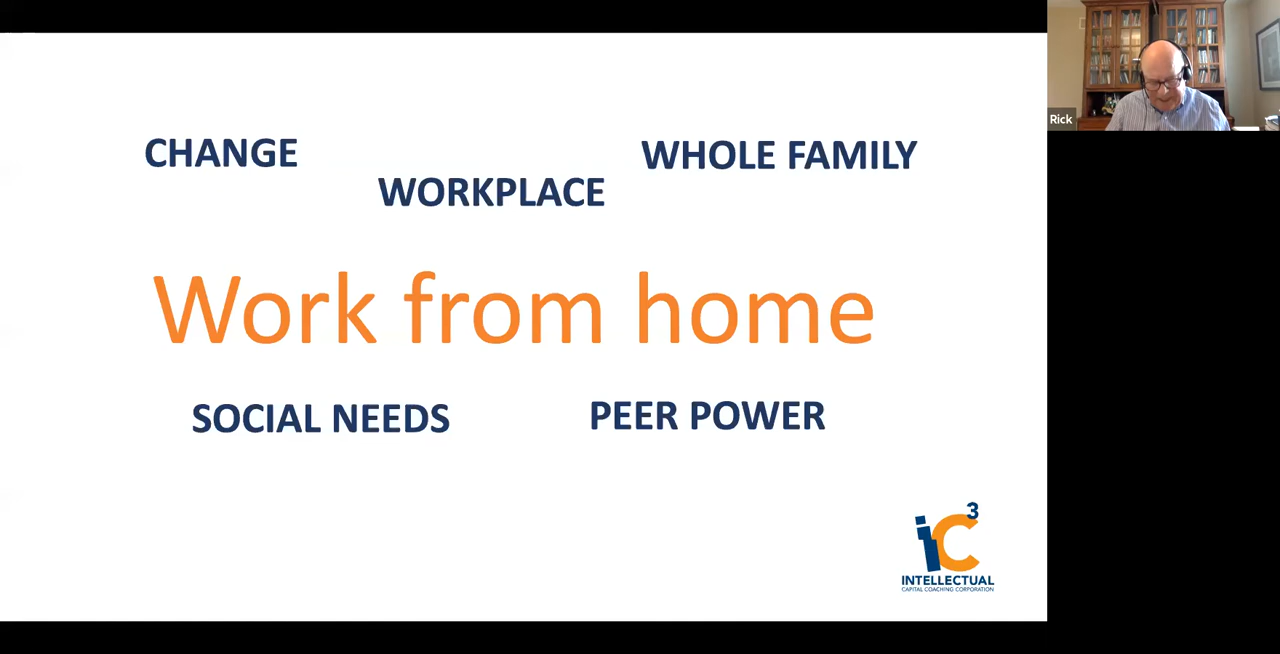 CHANGE
WHOLE FAMILY
WORKPLACE
Work from home
SOCIAL NEEDS
PEER POWER
iC3
INTELLECTUAL
CAPITAL COACHING CORPORATION
Rick